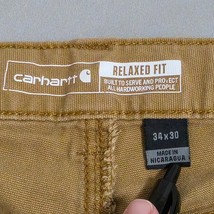 carhartt
RELAXED FIT
BUILT TO SERVE AND PROTECT
ALL HARDWORKING PEOPLE
34x30
MADE IN
NICARAGUA